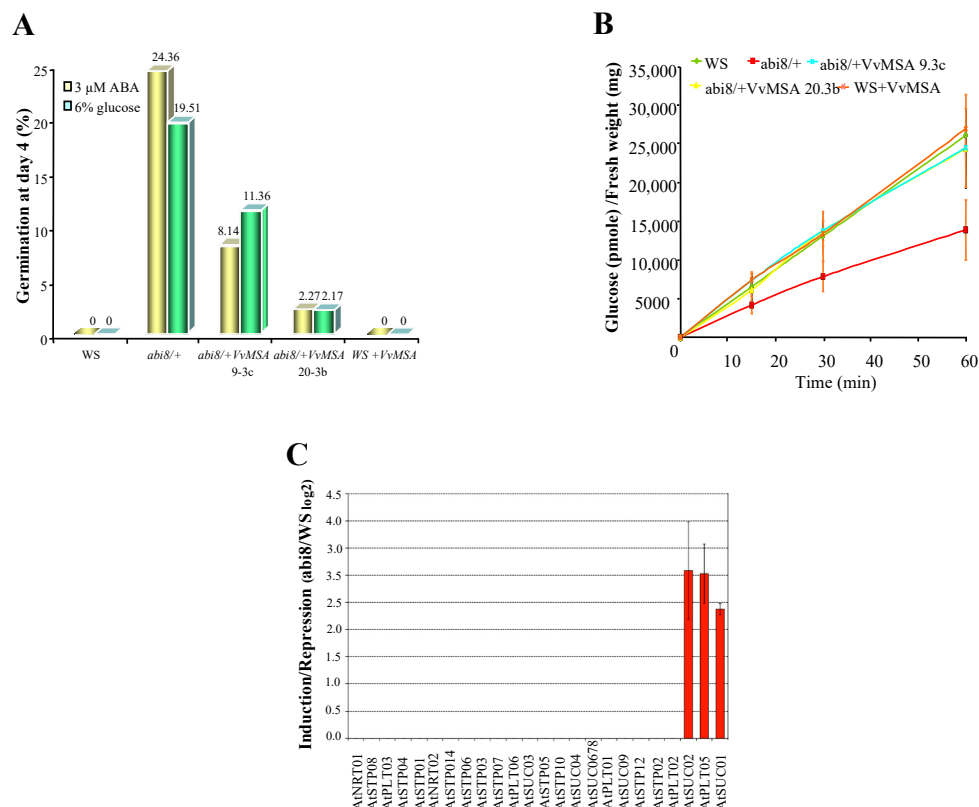 A
Germination at day 4 (%)
25
20
15
10
5
0
3 µM ABA
6% glucose
0 0
24.36
19.51
8.14
11.36
2.27 2.17
0 0
WS
abi8/+
abi8/+VvMSA
9-3c
abi8/+VvMSA
20-3b
WS +VvMSA
B
WS
abi8/+
abi8/+VvMSA 9.3c
abi8/+VvMSA 20.3b
WS+VvMSA
Glucose (pmole) /Fresh weight (mg)
35,000
30,000
25,000
20,000
15,000
10,000
5000
0
10
20
30
40
50
60
Time (min)
C
Induction/Repression (abi8/WS log2)
4.5
4.0
3.0
3.5
2.5
2.5
1.5
1.0
0.5
0.0
AtNRT01
AtSTP08
AtPLT03
AtSTP04
AtSTP01
AtNRT02
AtSTP014
AtSTP06
AtSTP03
AtSTP07
AtPLT06
AtSUC03
AtSTP05
AtSTP10
AtSUC04
AtSUC0678
AtPLT01
AtSUC09
AtSTP12
AtSTP02
AtPLT02
AtSUC02
AtPLT05
AtSUC01